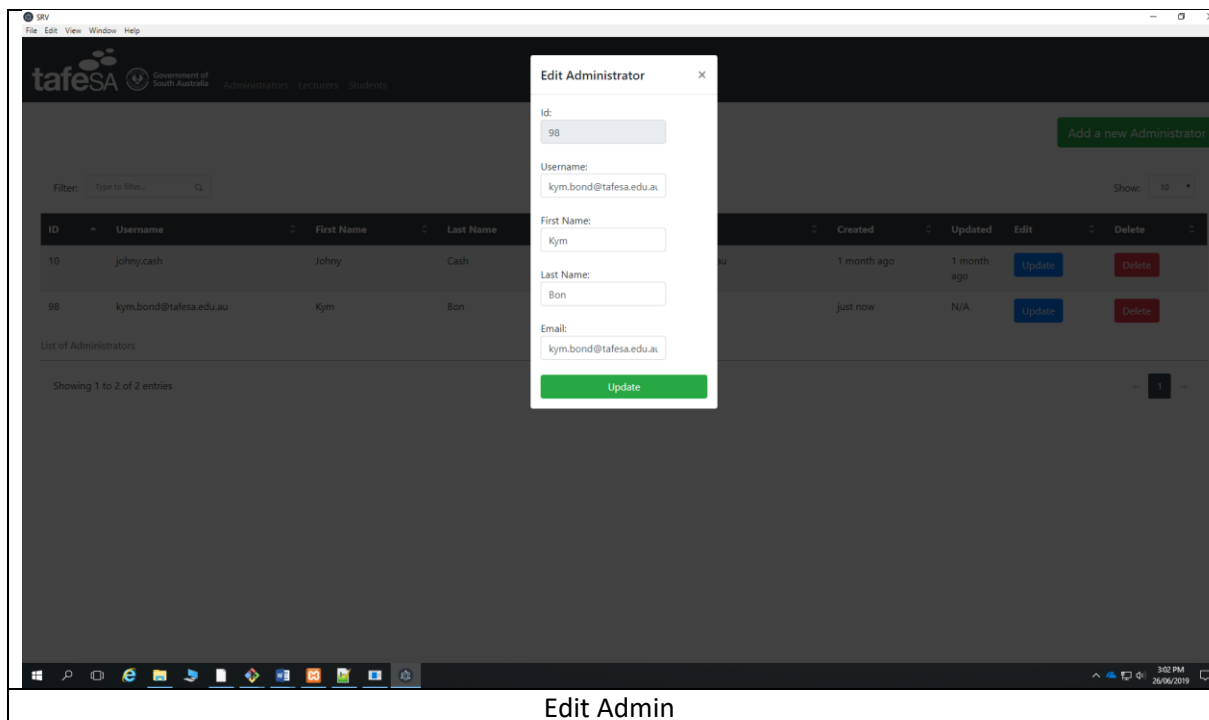 SRV
File Edit View Window Help
tafeSA Government of South Australia Administrators Lecturers Students
Edit Administrator ×
Id:
98
Add a new Administrator
Username:
kym.bond@tafesa.edu.au
Filter: Type to filter... Show: 10
First Name:
Kym
ID Username First Name Last Name Created Updated Edit Delete
10 johny.cash Johny Cash au 1 month ago 1 month ago Update Delete
Last Name:
Bon
98 kym.bond@tafesa.edu.au Kym Bon just now N/A Update Delete
Email:
kym.bond@tafesa.edu.au
List of Administrators
Showing 1 to 2 of 2 entries
Update
← 1 →
3:02 PM
26/06/2019
Edit Admin